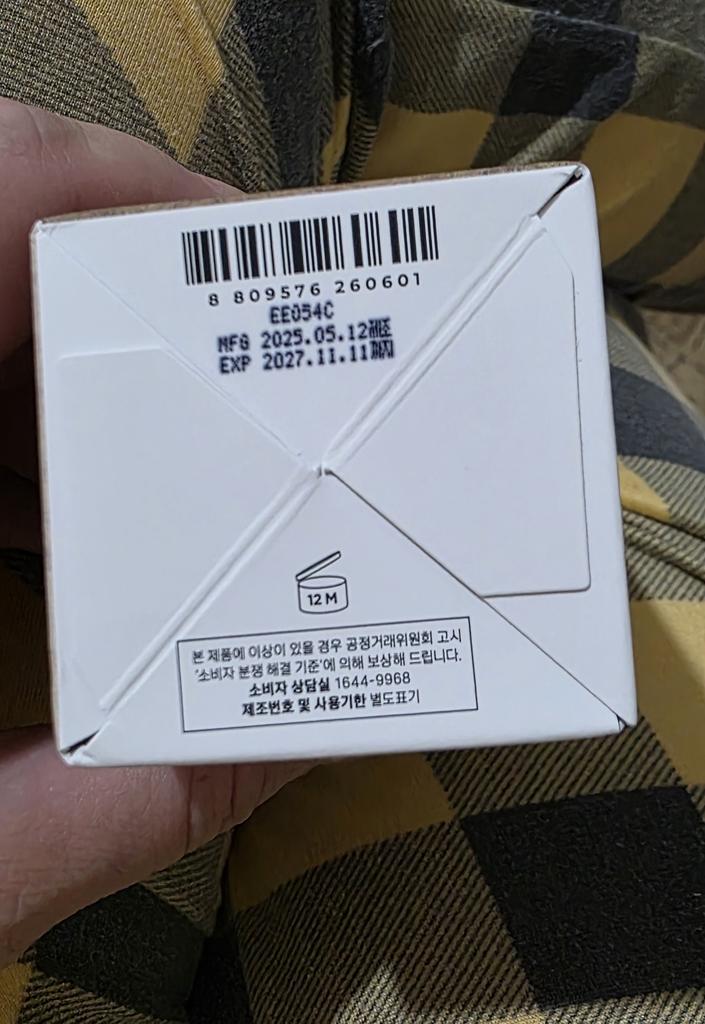 8 809576 260601
EE054C
MFG 2025.05.12제조
EXP 2027.11.11까지
12 M
본 제품에 이상이 있을 경우 공정거래위원회 고시
'소비자 분쟁 해결 기준'에 의해 보상해 드립니다.
소비자 상담실 1644-9968
제조번호 및 사용기한 별도표기